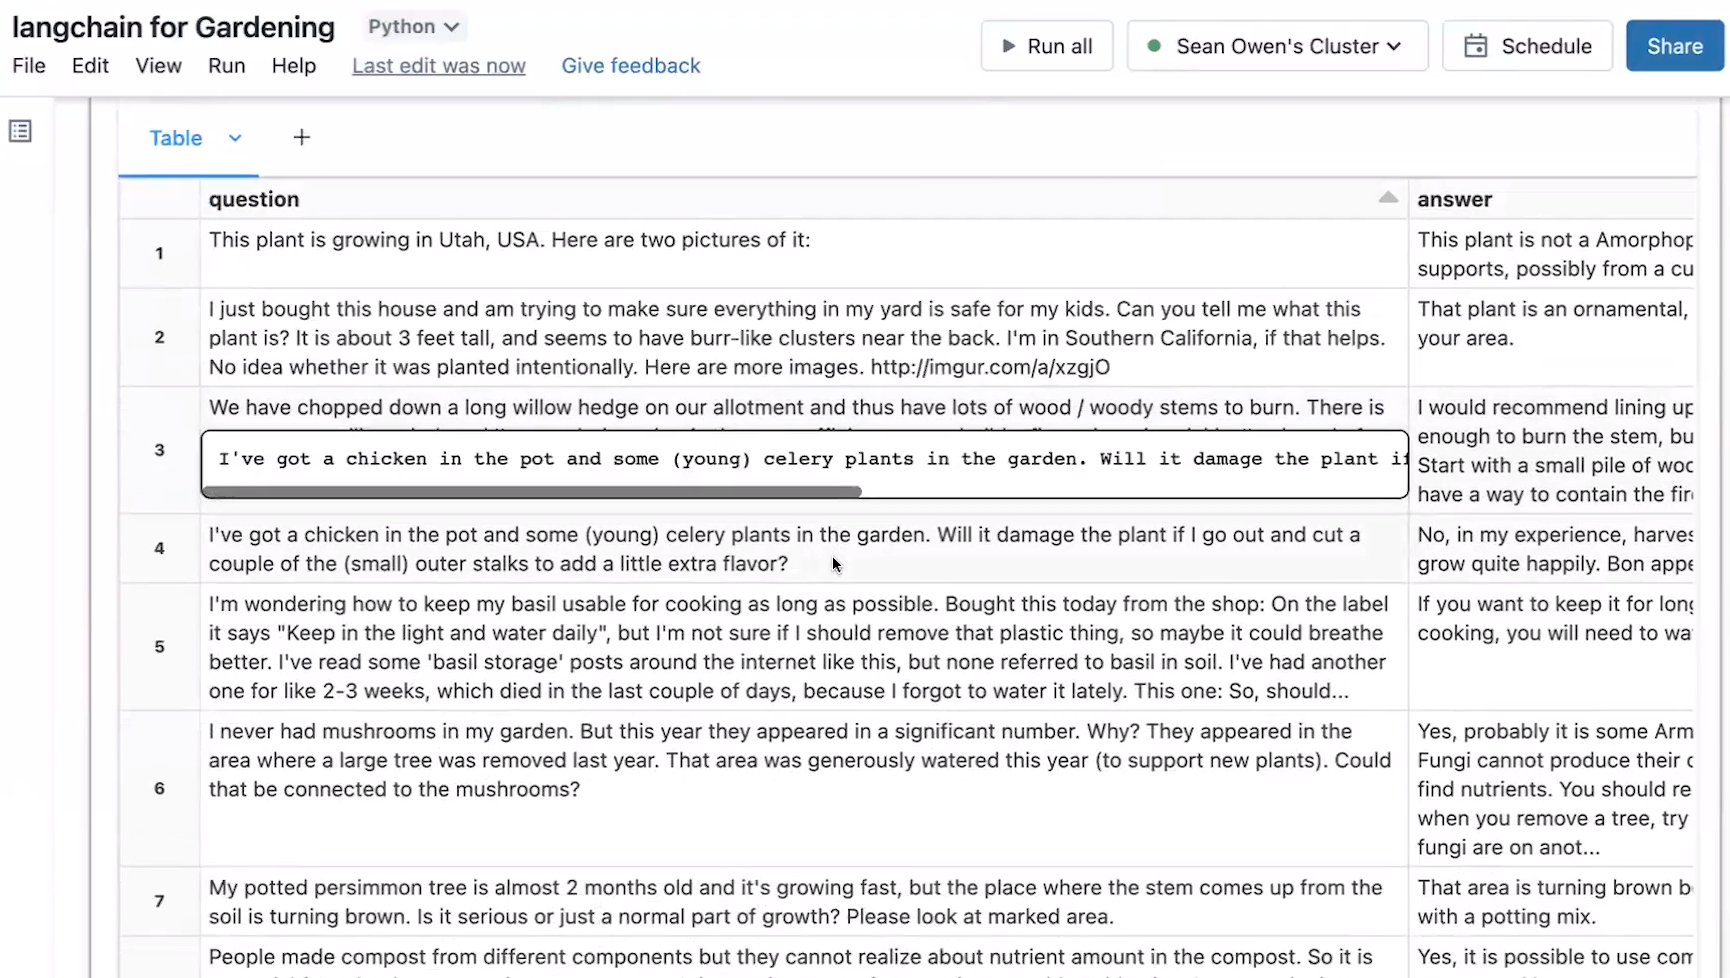 langchain for Gardening Python
File Edit View Run Help Last edit was now Give feedback
Run all Sean Owen's Cluster Schedule Share
Table +
question answer
1
This plant is growing in Utah, USA. Here are two pictures of it:
This plant is not a
supports, possibly from a
2
I just bought this house and am trying to make sure everything in my yard is safe for my kids. Can you tell me what this
plant is? It is about 3 feet tall, and seems to have burr-like clusters near the back. I'm in Southern California, if that helps.
No idea whether it was planted intentionally. Here are more images. http://imgur.com/a/xzgjO
That plant is an ornamental,
your area.
3
We have chopped down a long willow hedge on our allotment and thus have lots of wood / woody stems to burn. There is
I've got a chicken in the pot and some (young) celery plants in the garden. Will it damage the plant if
I would recommend lining up
enough to burn the stem,
Start with a small pile of
have a way to contain the
4
I've got a chicken in the pot and some (young) celery plants in the garden. Will it damage the plant if I go out and cut a
couple of the (small) outer stalks to add a little extra flavor?
No, in my experience,
grow quite happily. Bon
5
I'm wondering how to keep my basil usable for cooking as long as possible. Bought this today from the shop: On the label
it says "Keep in the light and water daily", but I'm not sure if I should remove that plastic thing, so maybe it could breathe
better. I've read some 'basil storage' posts around the internet like this, but none referred to basil in soil. I've had another
one for like 2-3 weeks, which died in the last couple of days, because I forgot to water it lately. This one: So, should...
If you want to keep it for
cooking, you will need to
6
I never had mushrooms in my garden. But this year they appeared in a significant number. Why? They appeared in the
area where a large tree was removed last year. That area was generously watered this year (to support new plants). Could
that be connected to the mushrooms?
Yes, probably it is some
Fungi cannot produce their
find nutrients. You should
when you remove a tree, try
fungi are on anot...
7
My potted persimmon tree is almost 2 months old and it's growing fast, but the place where the stem comes up from the
soil is turning brown. Is it serious or just a normal part of growth? Please look at marked area.
That area is turning brown
with a potting mix.
People made compost from different components but they cannot realize about nutrient amount in the compost. So it is
Yes, it is possible to use